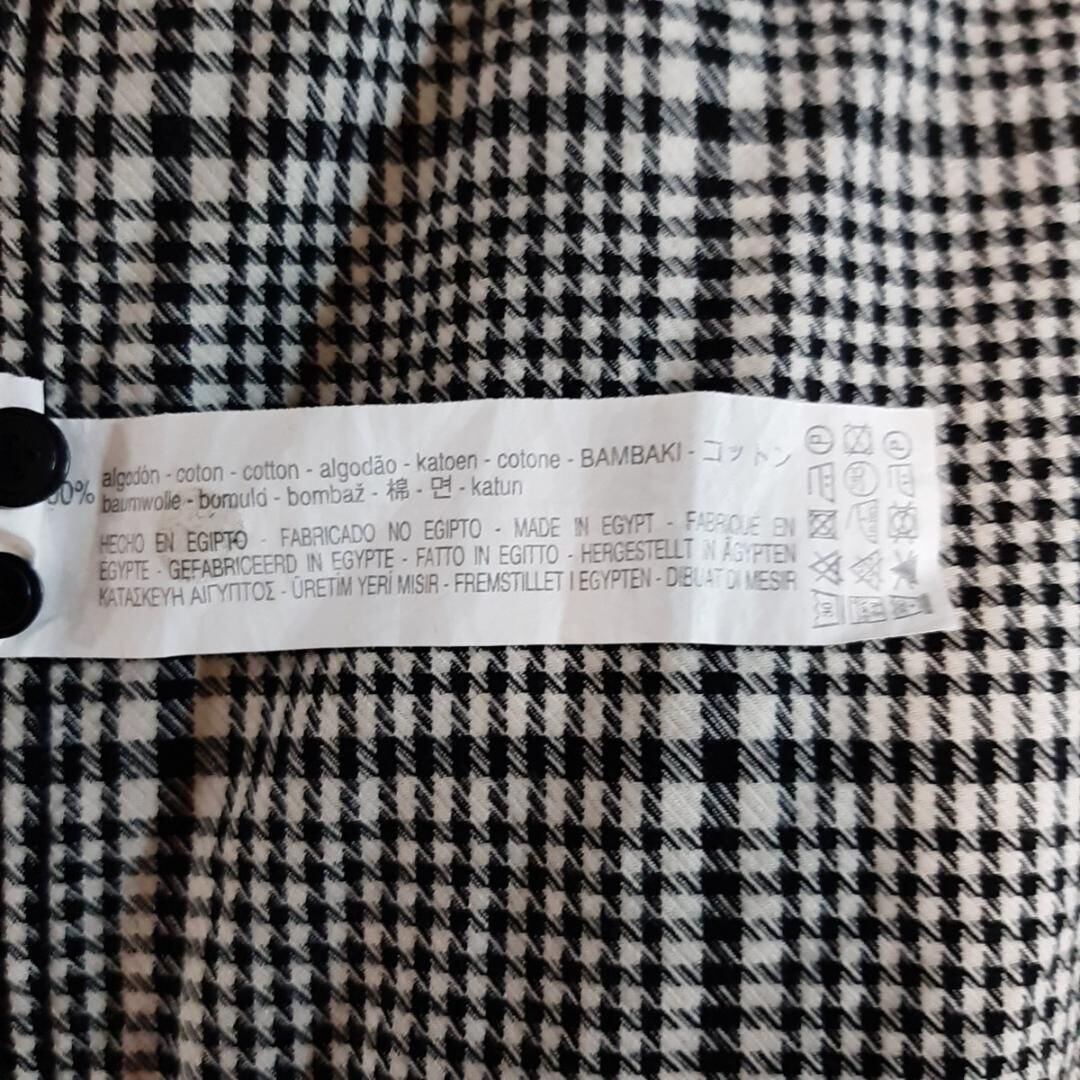 00% algodón - coton - cotton - algodão - katoen - cotone - BAMBAKI - コットン
baumwolle - bomuld - bombaž - 棉 - 면 - katun
HECHO EN EGIPTO - FABRICADO NO EGIPTO - MADE IN EGYPT - FABRIQUE EN
EGYPTE - GEFABRICEERD IN EGYPTE - FATTO IN EGITTO - HERGESTELLT IN ÄGYPTEN
ΚΑΤΑΣΚΕΥΗ ΑΙΓΥΠΤΟΣ - ÜRETİM YERİ MISIR - FREMSTILLET I EGYPTEN - DIBUAT DI MESIR